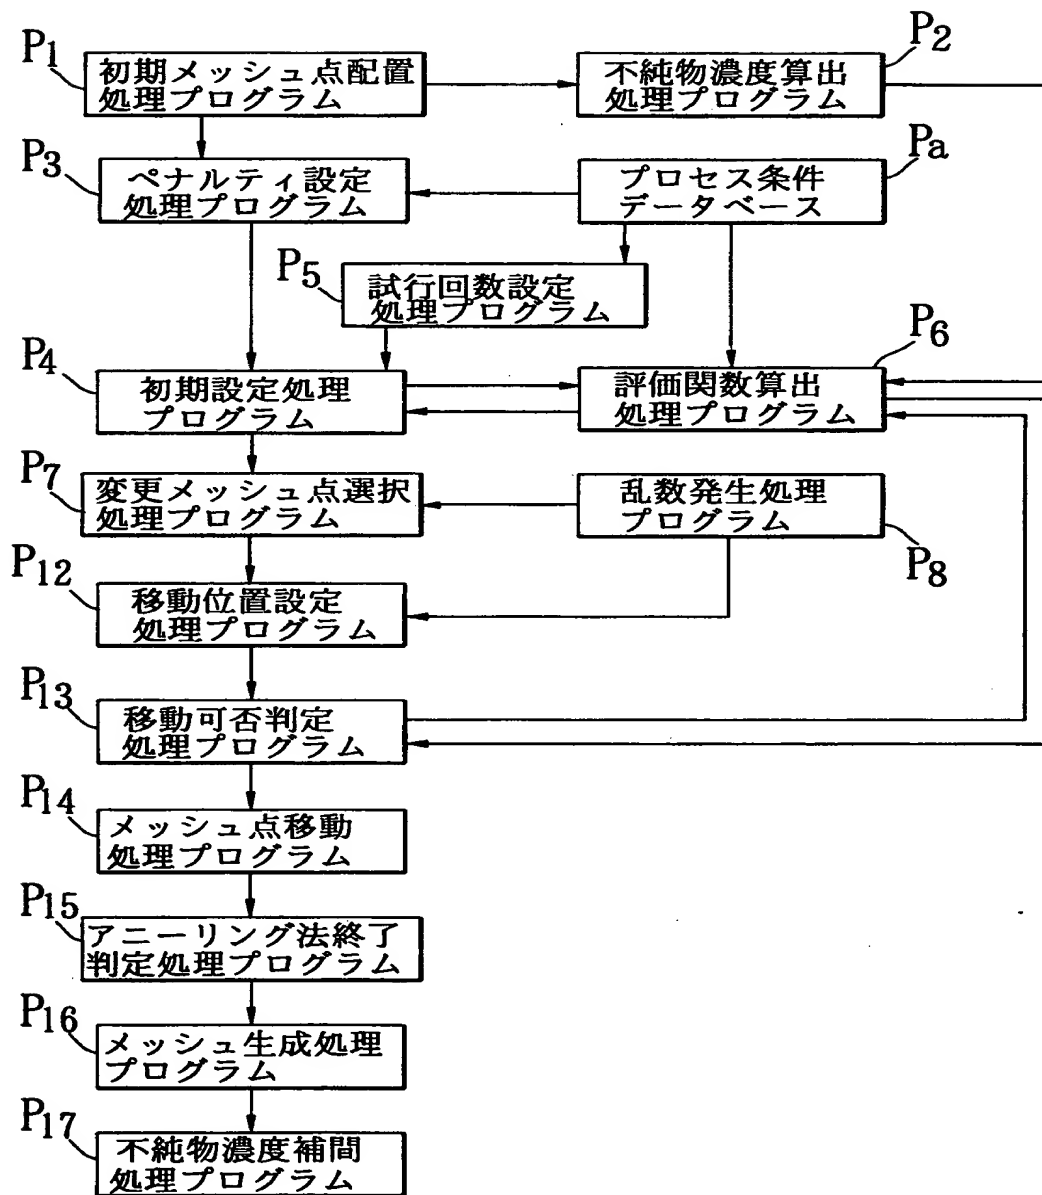 P1
初期メッシュ点配置
処理プログラム
P2
不純物濃度算出
処理プログラム
P3
ペナルティ設定
処理プログラム
Pa
プロセス条件
データベース
P5
試行回数設定
処理プログラム
P4
初期設定処理
プログラム
P6
評価関数算出
処理プログラム
P7
変更メッシュ点選択
処理プログラム
乱数発生処理
プログラム
P8
P12
移動位置設定
処理プログラム
P13
移動可否判定
処理プログラム
P14
メッシュ点移動
処理プログラム
P15
アニーリング法終了
判定処理プログラム
P16
メッシュ生成処理
プログラム
P17
不純物濃度補間
処理プログラム